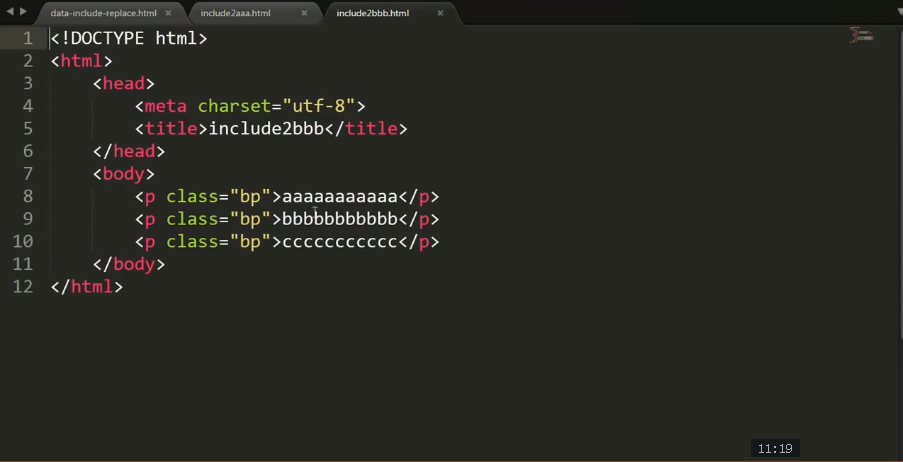 data-include-replace.html × include2aaa.html × include2bbb.html ×
1 <!DOCTYPE html>
2 <html>
3 <head>
4 <meta charset="utf-8">
5 <title>include2bbb</title>
6 </head>
7 <body>
8 <p class="bp">aaaaaaaaaaa</p>
9 <p class="bp">bbbbbbbbbbb</p>
10 <p class="bp">ccccccccccc</p>
11 </body>
12 </html>
11:19